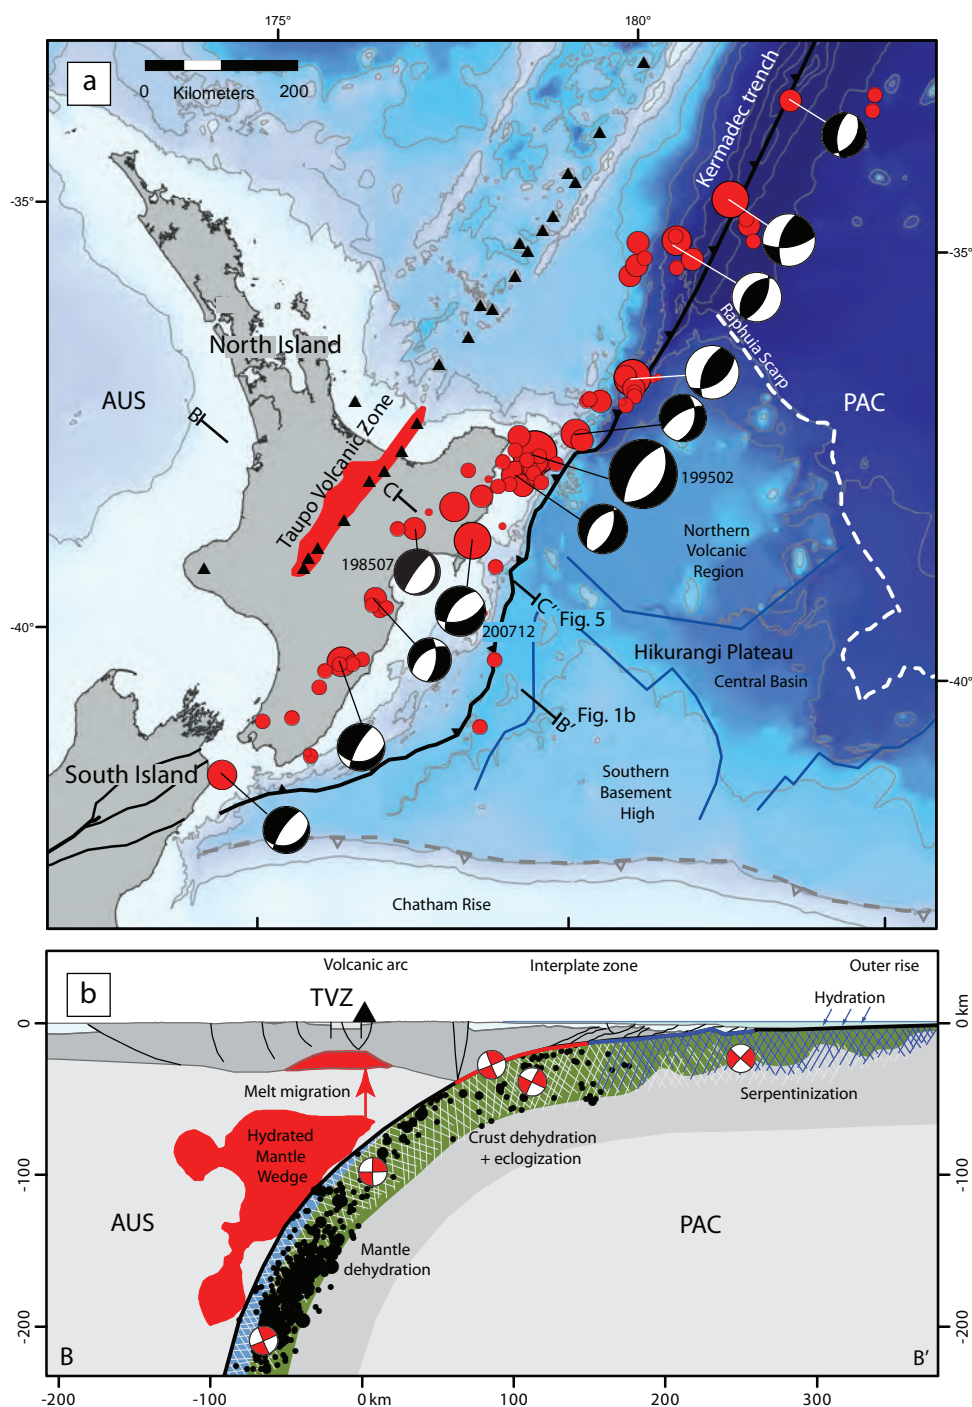 175°
180°
a
0
Kilometers
200
Kermadec trench
-35°
-35°
North Island
Raphuia Scarp
AUS
PAC
B
Taupo Volcanic Zone
C
199502
Northern
Volcanic
Region
198507
C'
Fig. 5
200712
-40°
-40°
Hikurangi Plateau
Central Basin
B'
Fig. 1b
South Island
Southern
Basement
High
Chatham Rise
b
Volcanic arc
Interplate zone
Outer rise
TVZ
Hydration
0
0 km
Melt migration
Serpentinization
Hydrated
Mantle
Wedge
Crust dehydration
+ eclogization
-100
-100
AUS
PAC
Mantle
dehydration
-200
-200
B
B'
-200
-100
0 km
100
200
300